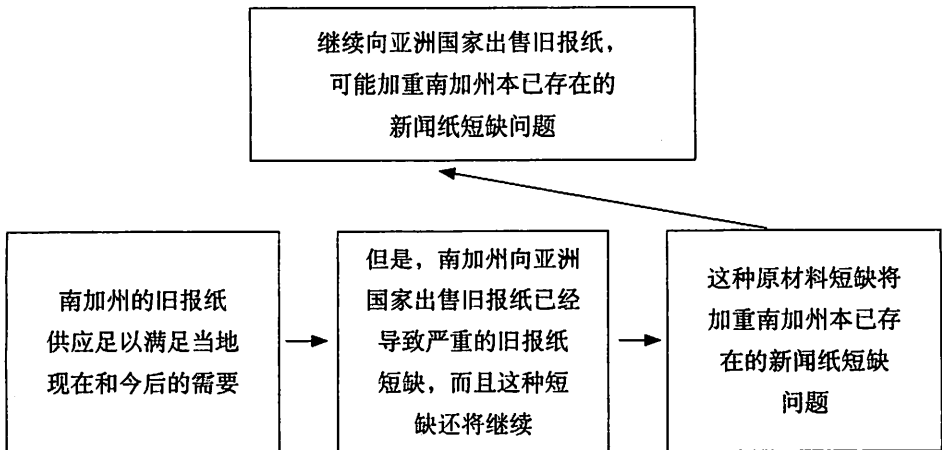 继续向亚洲国家出售旧报纸，
可能加重南加州本已存在的
新闻纸短缺问题
南加州的旧报纸
供应足以满足当地
现在和今后的需要
但是，南加州向亚洲
国家出售旧报纸已经
导致严重的旧报纸
短缺，而且这种短
缺还将继续
这种原材料短缺将
加重南加州本已存
在的新闻纸短缺
问题